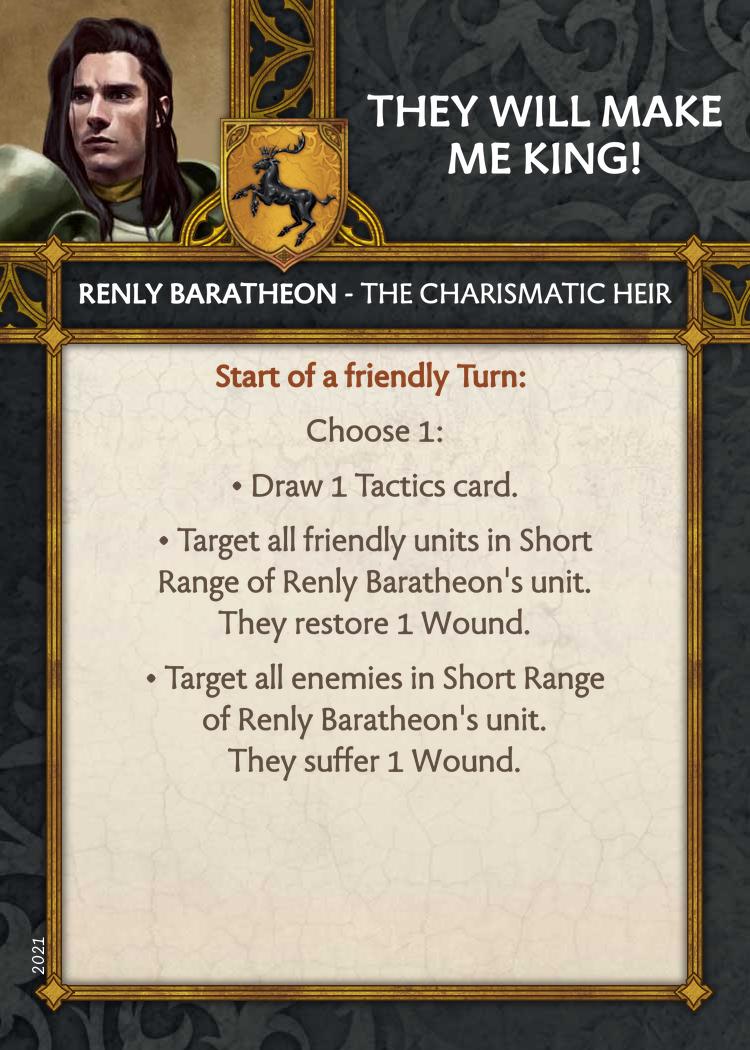 THEY WILL MAKE
ME KING!
RENLY BARATHEON - THE CHARISMATIC HEIR
Start of a friendly Turn:
Choose 1:
• Draw 1 Tactics card.
• Target all friendly units in Short
Range of Renly Baratheon's unit.
They restore 1 Wound.
• Target all enemies in Short Range
of Renly Baratheon's unit.
They suffer 1 Wound.
2021